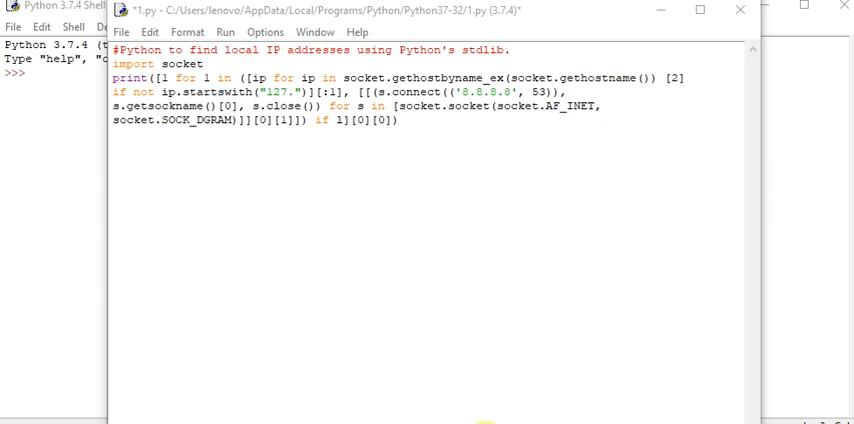 Python 3.7.4 Shell
File Edit Shell
Python 3.7.4 (t
Type "help", "c
>>>
*1.py - C:/Users/lenovo/AppData/Local/Programs/Python/Python37-32/1.py (3.7.4)*
File Edit Format Run Options Window Help
#Python to find local IP addresses using Python's stdlib.
import socket
print([l for l in ([ip for ip in socket.gethostbyname_ex(socket.gethostname()) [2]
if not ip.startswith("127.")][:1], [[(s.connect(('8.8.8.8', 53)),
s.getsockname()[0], s.close()) for s in [socket.socket(socket.AF_INET,
socket.SOCK_DGRAM)]][0][1]]) if l][0][0])